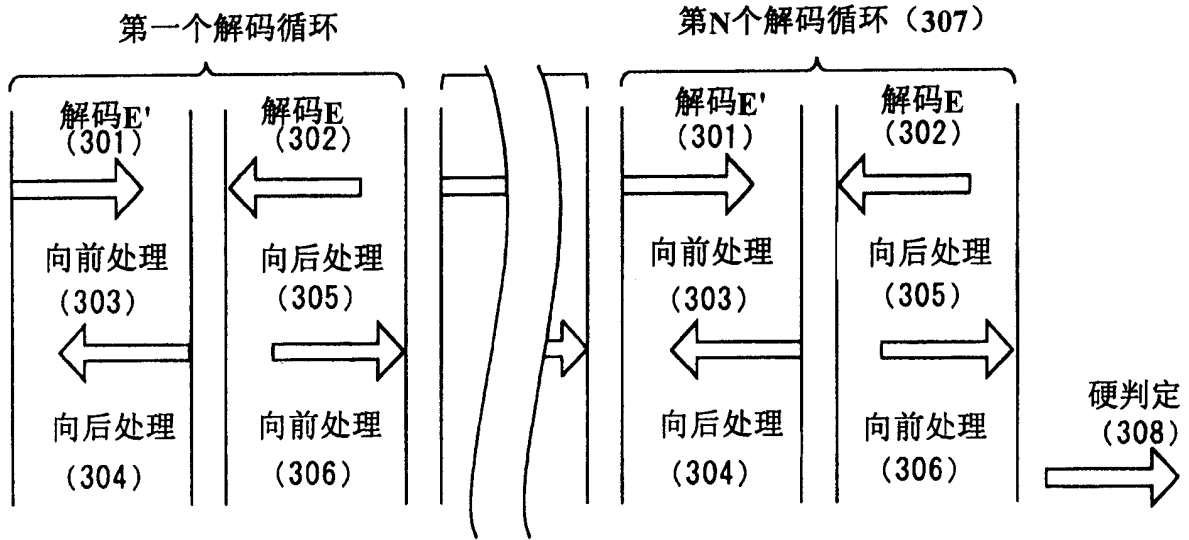 第一个解码循环
第N个解码循环（307）
解码E'
(301)
解码E
(302)
解码E'
(301)
解码E
(302)
向前处理
(303)
向后处理
(305)
向前处理
(303)
向后处理
(305)
向后处理
(304)
向前处理
(306)
向后处理
(304)
向前处理
(306)
硬判定
(308)